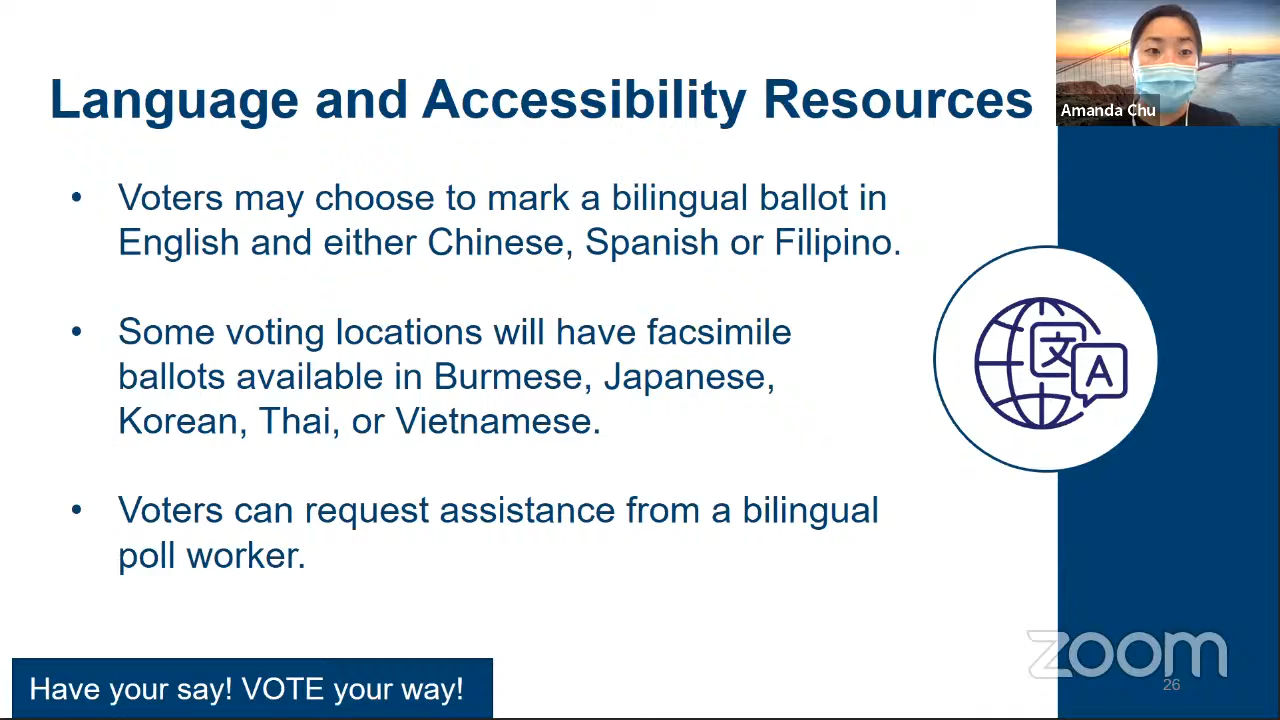 Language and Accessibility Resources
Amanda Chu
• Voters may choose to mark a bilingual ballot in
English and either Chinese, Spanish or Filipino.
• Some voting locations will have facsimile
ballots available in Burmese, Japanese,
Korean, Thai, or Vietnamese.
文
A
• Voters can request assistance from a bilingual
poll worker.
zoom
26
Have your say! VOTE your way!